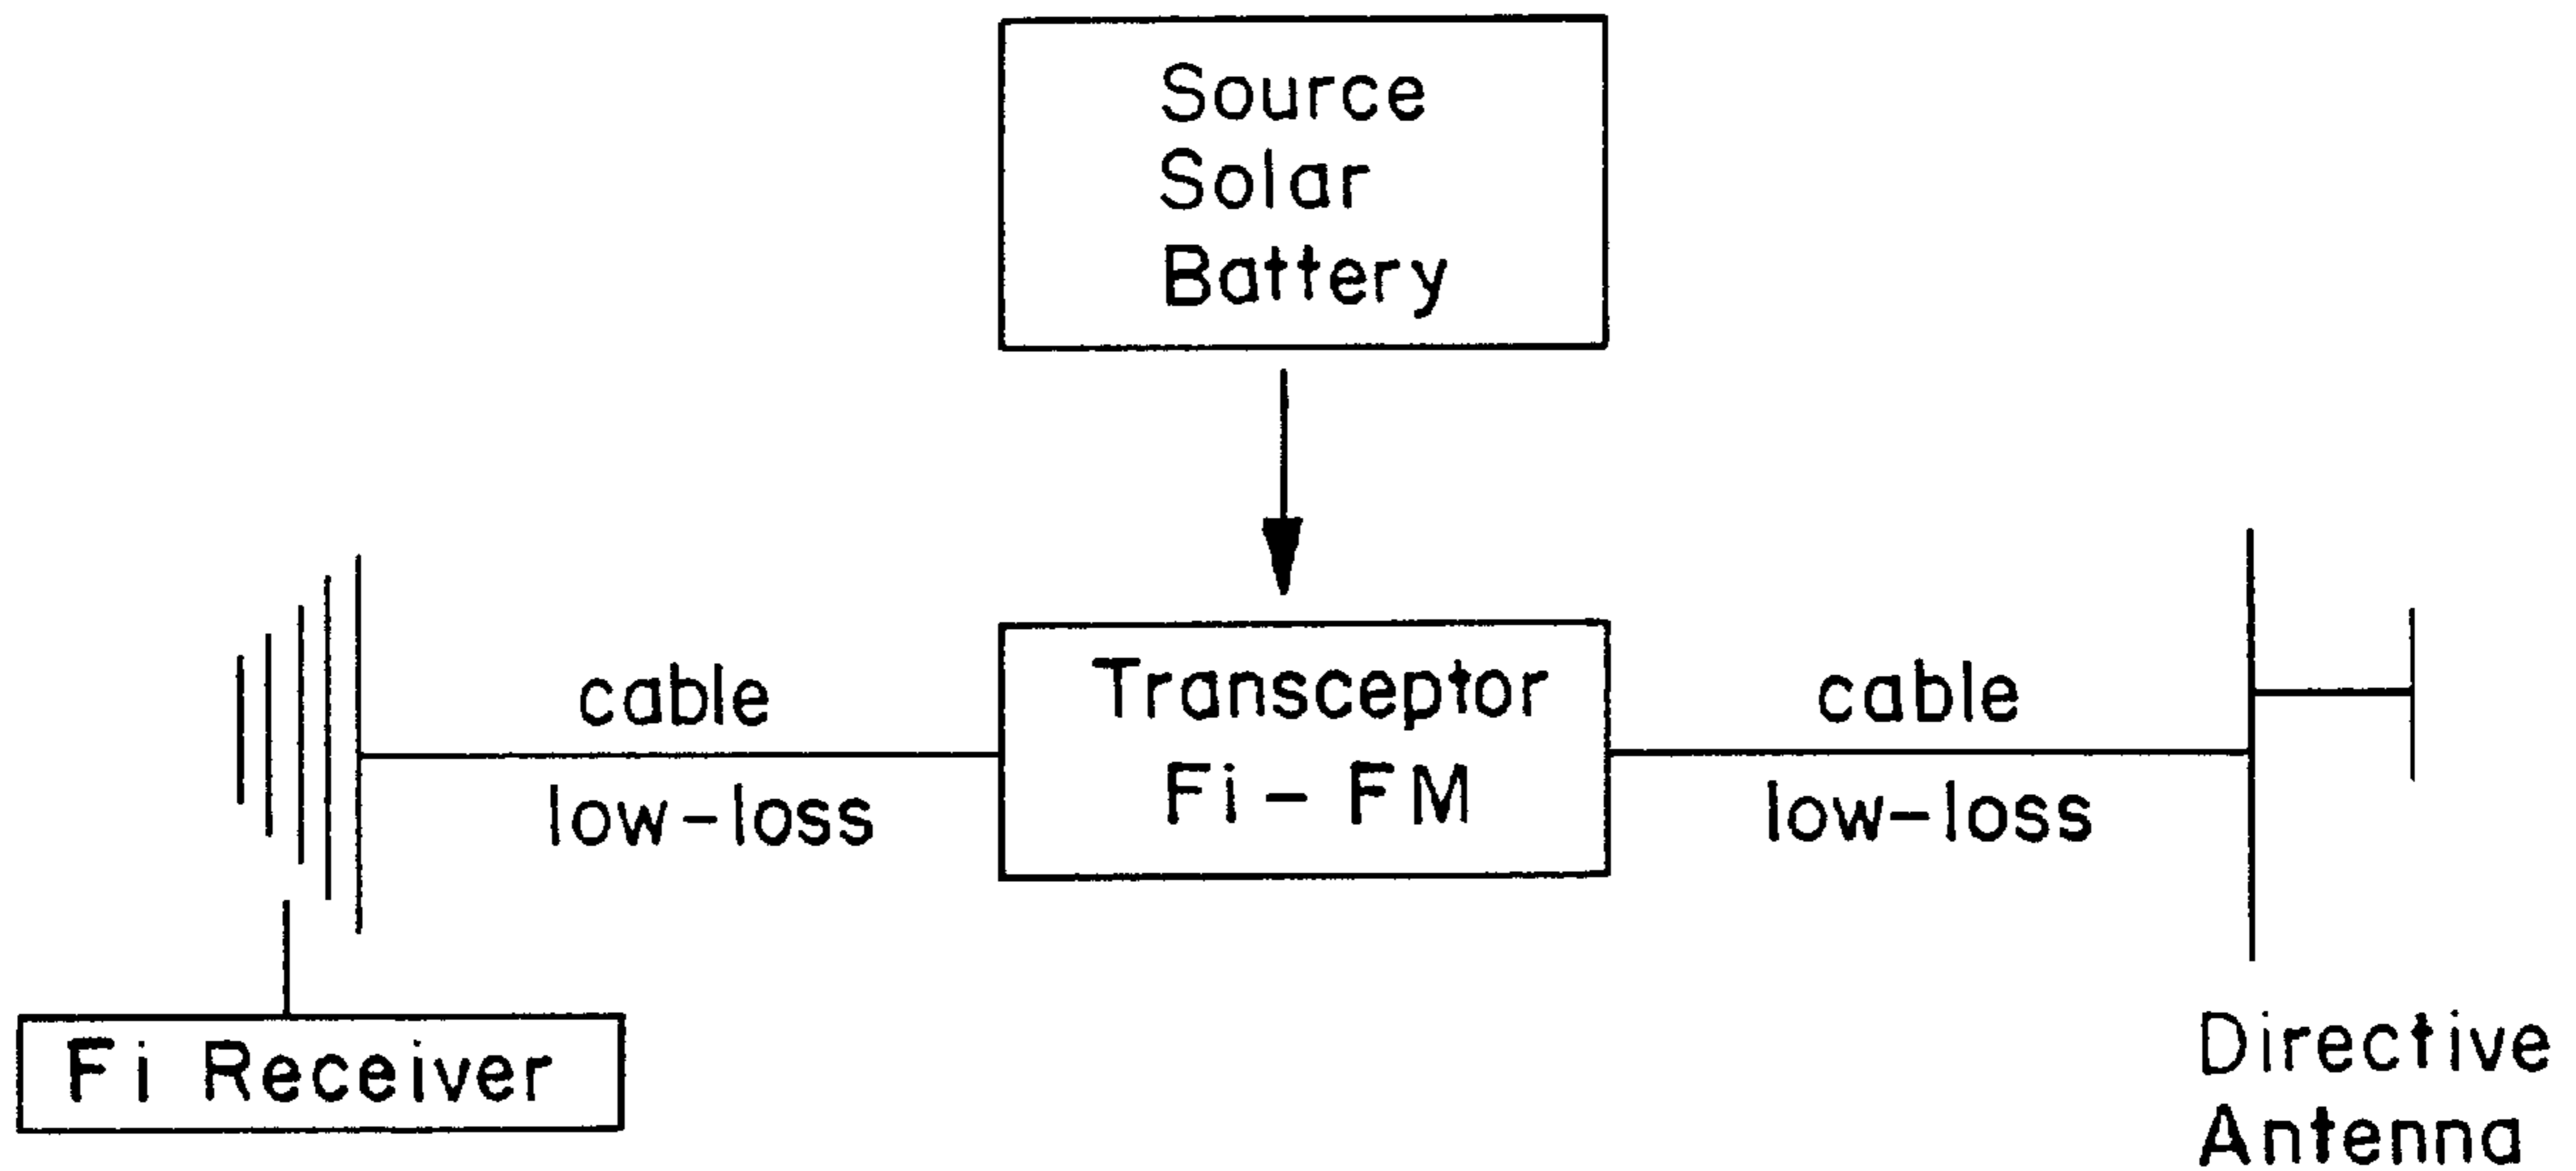 Source
Solar
Battery
cable
low-loss
Transceptor
Fi - FM
cable
low-loss
Fi Receiver
Directive
Antenna